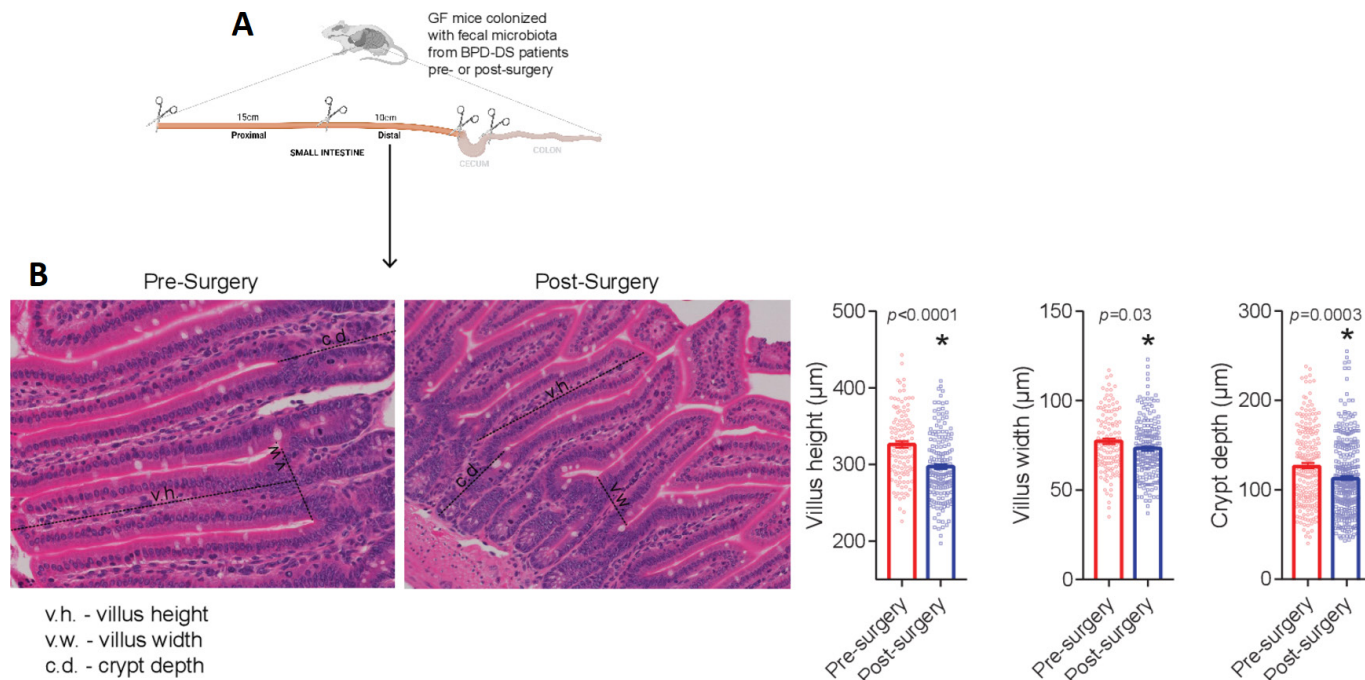 A
GF mice colonized
with fecal microbiota
from BPD-DS patients
pre- or post-surgery
15cm
10cm
Proximal
Distal
SMALL INTESTINE
CECUM
COLON
B
Pre-Surgery
Post-Surgery
c.d.
v.w.
v.h.
v.h.
c.d.
v.w.
v.h. - villus height
v.w. - villus width
c.d. - crypt depth
Villus height (µm)
500
400
300
200
p<0.0001
*
Pre-surgery
Post-surgery
Villus width (µm)
150
100
50
0
p=0.03
*
Pre-surgery
Post-surgery
Crypt depth (µm)
300
200
100
0
p=0.0003
*
Pre-surgery
Post-surgery